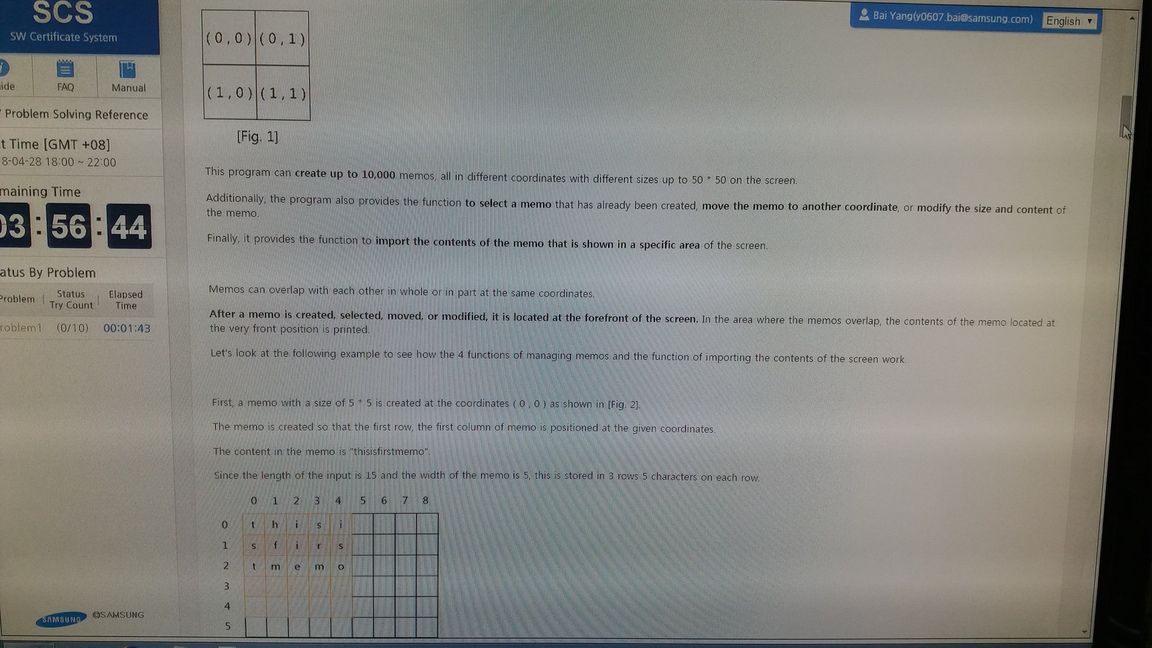 SCS
SW Certificate System
ide
FAQ
Manual
Problem Solving Reference
t Time [GMT +08]
8-04-28 18:00 ~ 22:00
maining Time
03 : 56 : 44
atus By Problem
Problem
Status
Try Count
Elapsed
Time
roblem1 (0/10) 00:01:43
SAMSUNG
©SAMSUNG
Bai Yang(y0607.bai@samsung.com)
English
(0,0) (0,1)
(1,0) (1,1)
[Fig. 1]
This program can create up to 10,000 memos, all in different coordinates with different sizes up to 50 * 50 on the screen.
Additionally, the program also provides the function to select a memo that has already been created, move the memo to another coordinate, or modify the size and content of
the memo.
Finally, it provides the function to import the contents of the memo that is shown in a specific area of the screen.
Memos can overlap with each other in whole or in part at the same coordinates.
After a memo is created, selected, moved, or modified, it is located at the forefront of the screen. In the area where the memos overlap, the contents of the memo located at
the very front position is printed.
Let's look at the following example to see how the 4 functions of managing memos and the function of importing the contents of the screen work.
First, a memo with a size of 5 * 5 is created at the coordinates ( 0 , 0 ) as shown in [Fig. 2].
The memo is created so that the first row, the first column of memo is positioned at the given coordinates.
The content in the memo is "thisisfirstmemo".
Since the length of the input is 15 and the width of the memo is 5, this is stored in 3 rows 5 characters on each row.
0 1 2 3 4 5 6 7 8
0 t h i s i
1 s f i r s
2 t m e m o
3
4
5